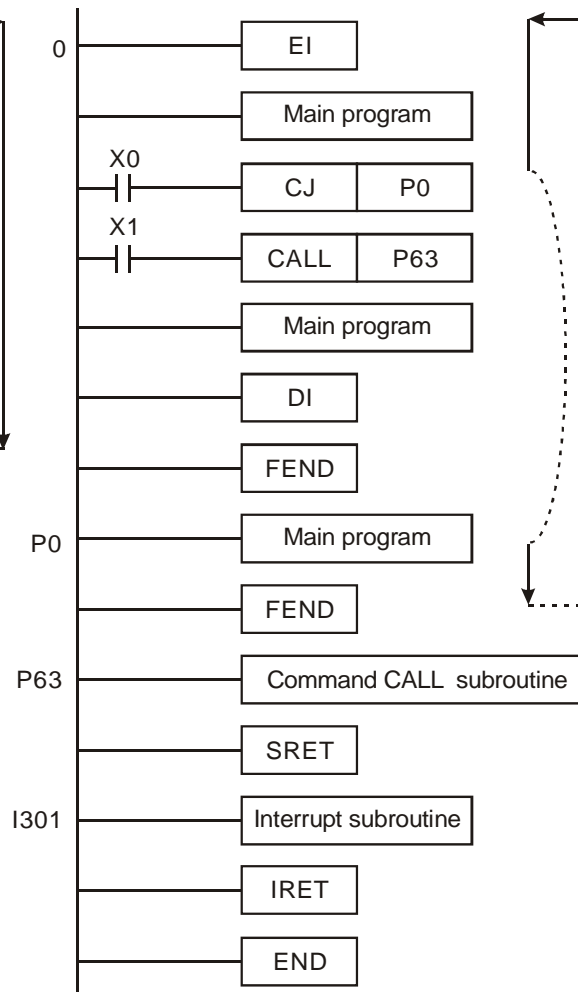 0 EI
Main program
X0
CJ P0
X1
CALL P63
Main program
DI
FEND
P0 Main program
FEND
P63 Command CALL subroutine
SRET
I301 Interrupt subroutine
IRET
END